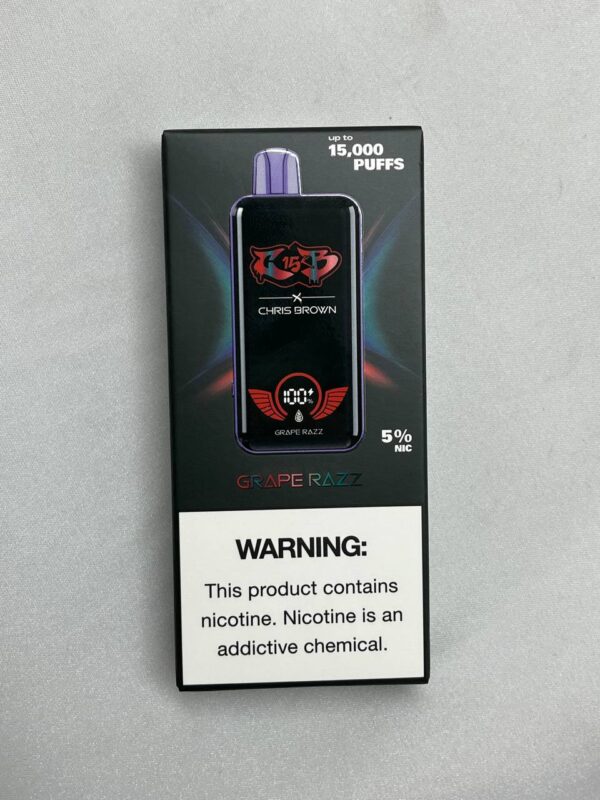 up to
15,000
PUFFS
C15B
X
CHRIS BROWN
100%
GRAPE RAZZ
5%
NIC
GRAPE RAZZ
WARNING:
This product contains
nicotine. Nicotine is an
addictive chemical.